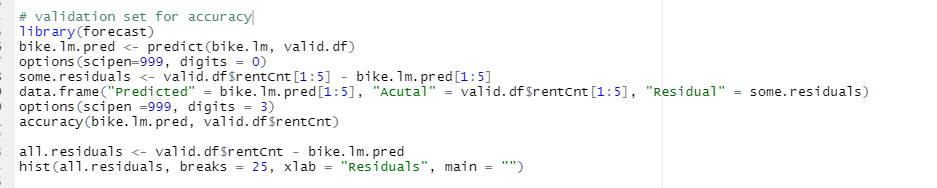 # validation set for accuracy
library(forecast)
bike.lm.pred <- predict(bike.lm, valid.df)
options(scipen=999, digits = 0)
some.residuals <- valid.df$rentCnt[1:5] - bike.lm.pred[1:5]
data.frame("Predicted" = bike.lm.pred[1:5], "Acutal" = valid.df$rentCnt[1:5], "Residual" = some.residuals)
options(scipen =999, digits = 3)
accuracy(bike.lm.pred, valid.df$rentCnt)
all.residuals <- valid.df$rentCnt - bike.lm.pred
hist(all.residuals, breaks = 25, xlab = "Residuals", main = "")